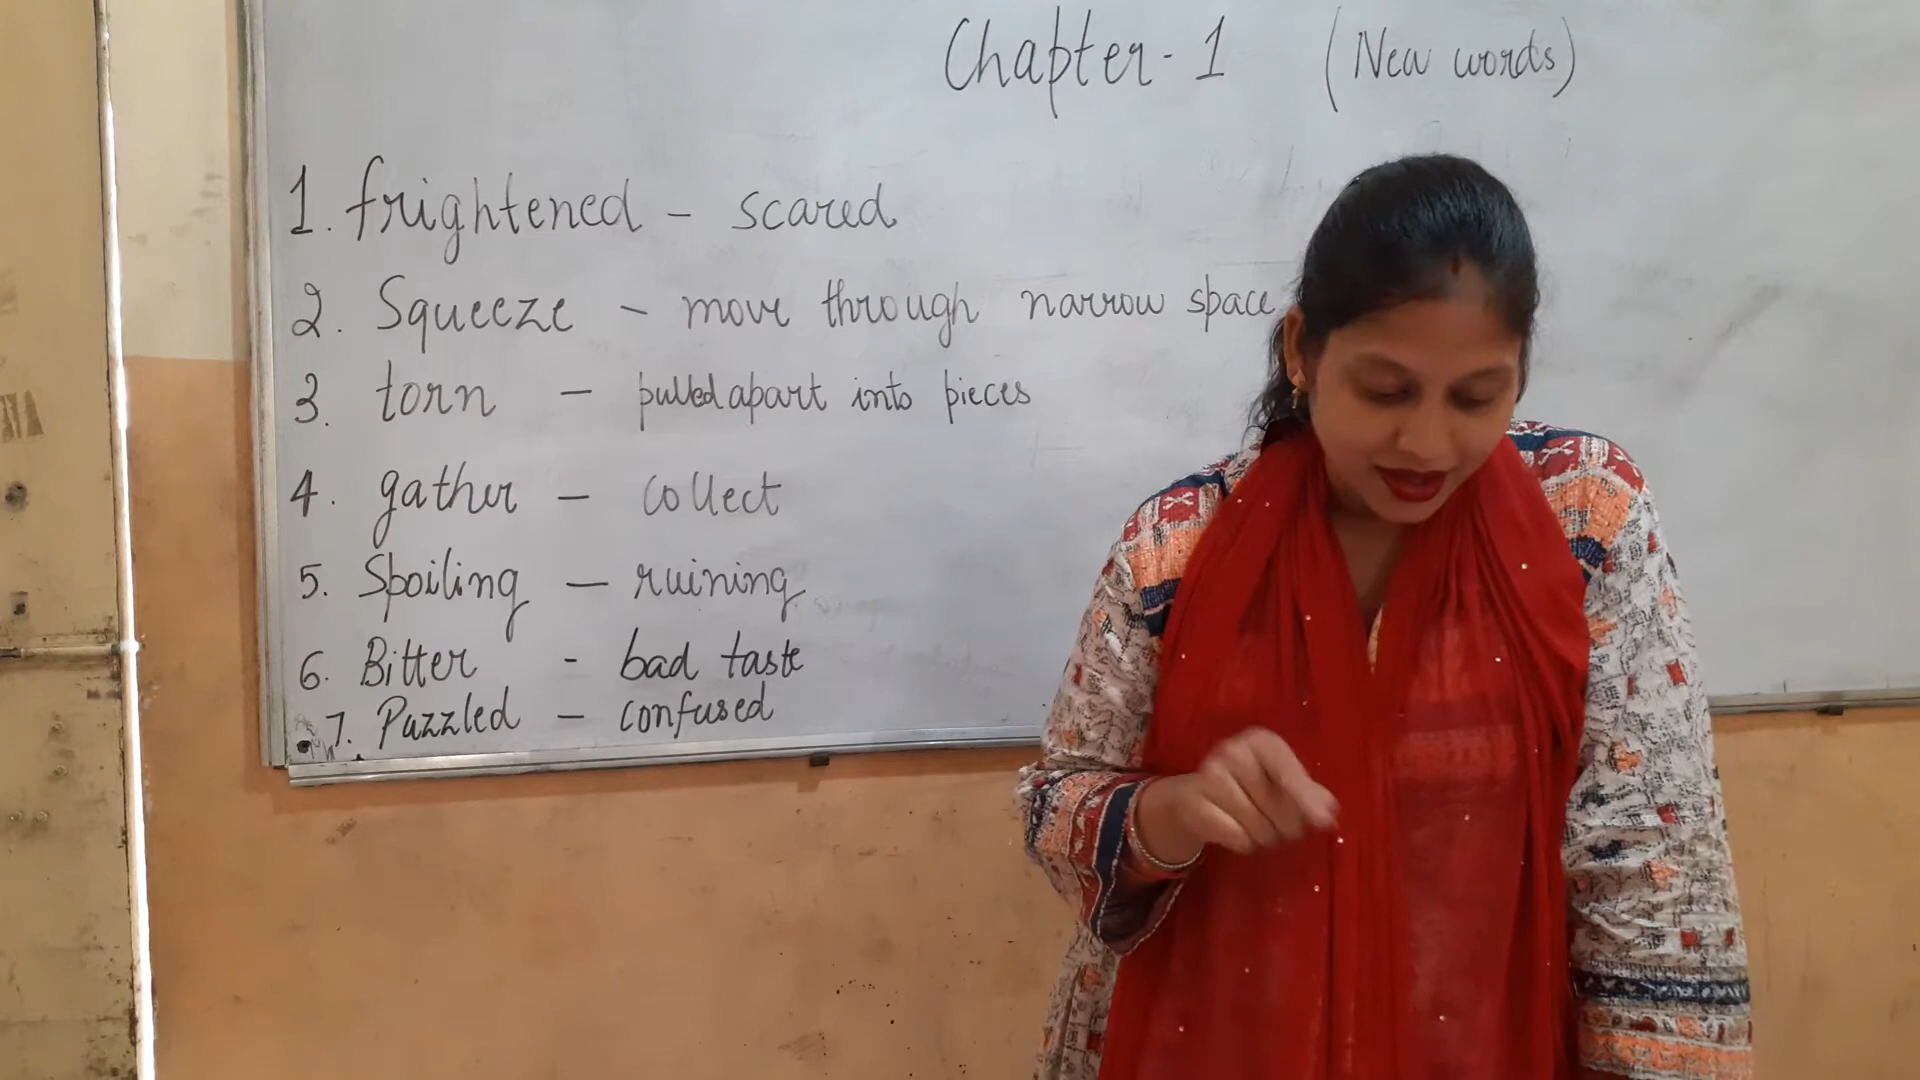 Chapter-1 (New words)
1. frightened - scared
2. Squeeze - move through narrow space
3. torn - pulled apart into pieces
4. gather - collect
5. Spoiling - ruining
6. Bitter - bad taste
7. Puzzled - confused